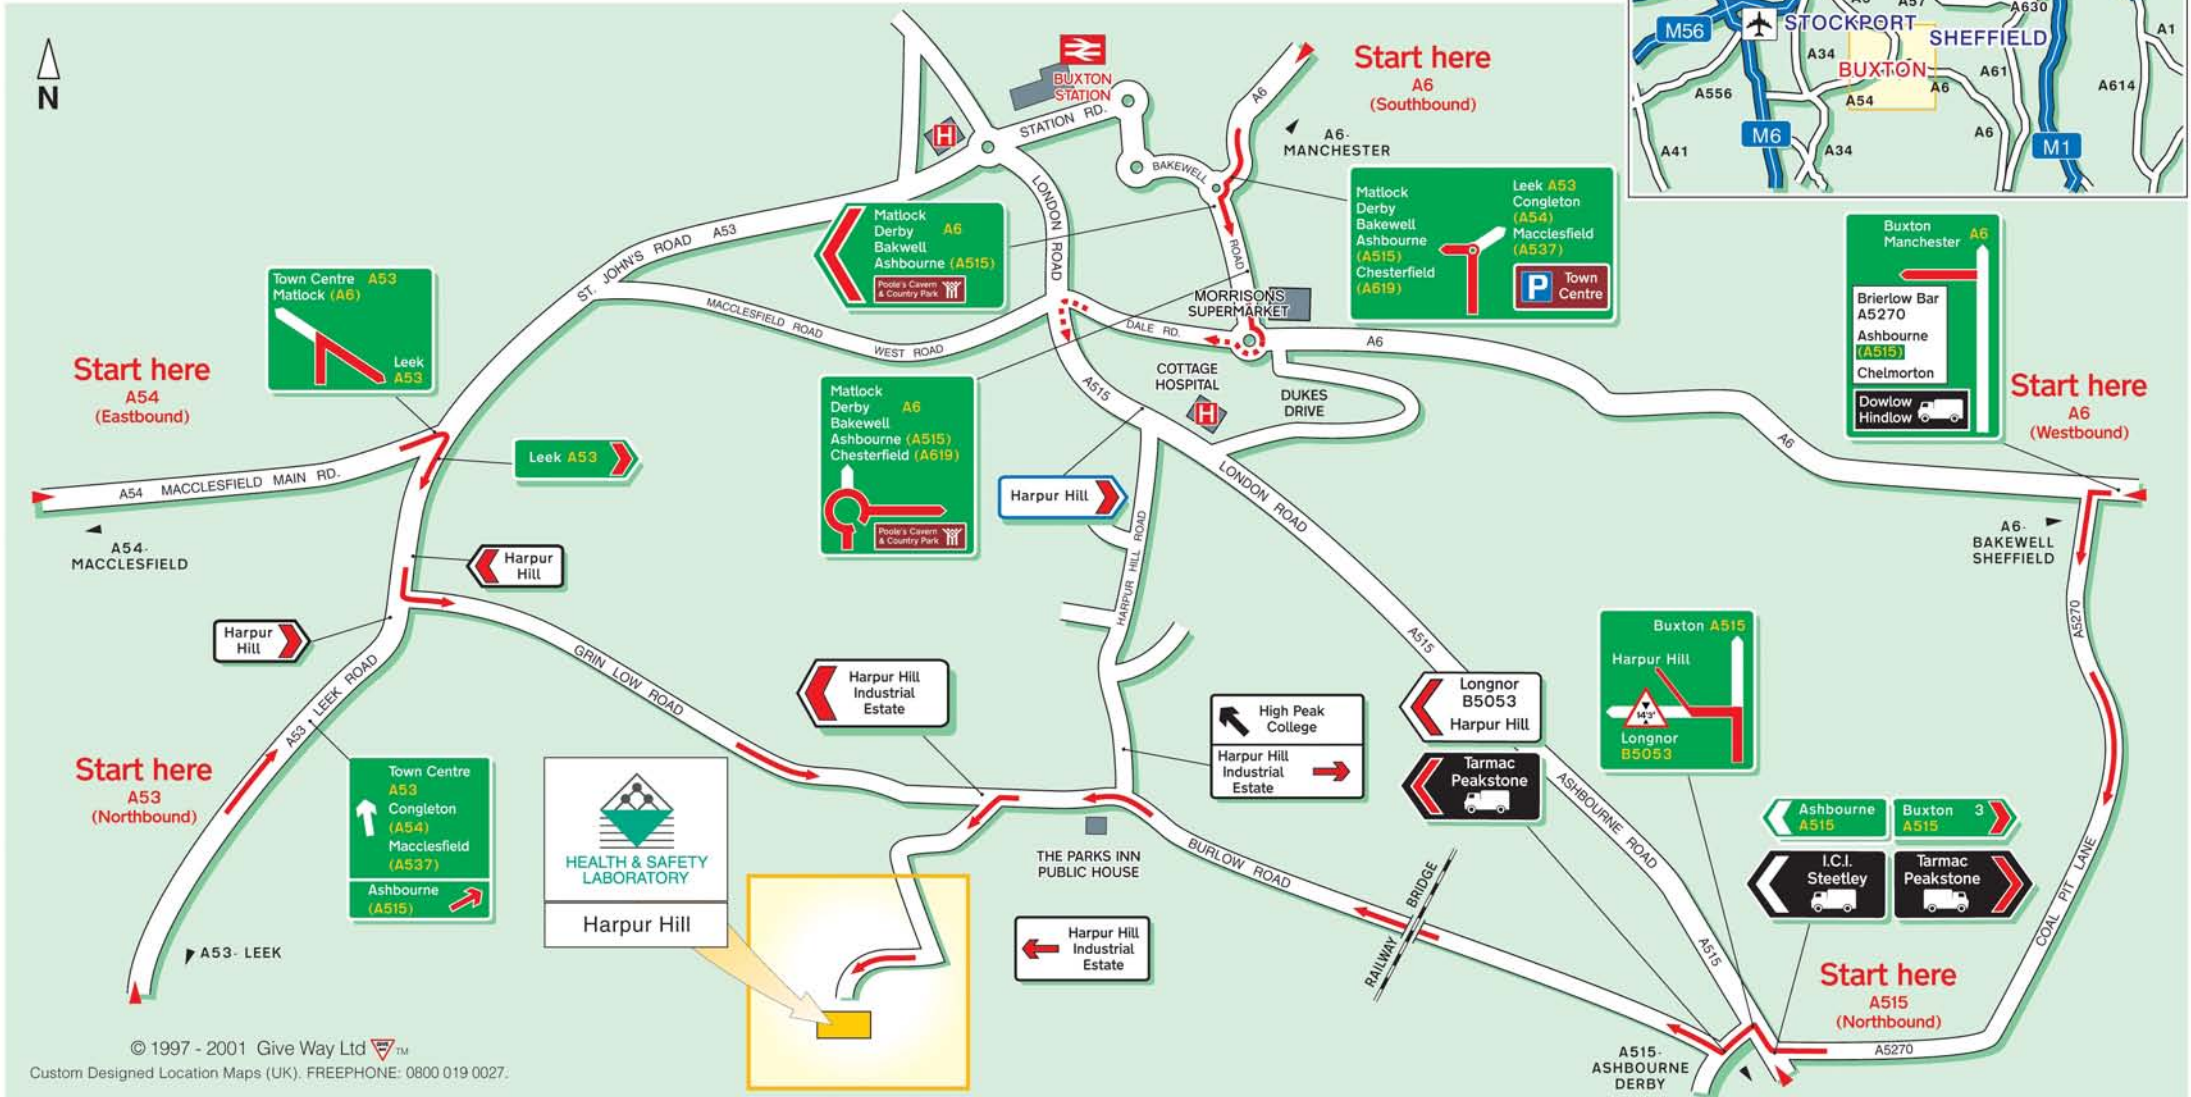 N
BUXTON
STATION
STATION RD.
H
A6
Start here
A6
(Southbound)
A6-
MANCHESTER
BAKEWELL
ROAD
LONDON ROAD
M56
STOCKPORT
SHEFFIELD
BUXTON
A57
A630
A1
A34
A61
A614
A556
A54
A6
A6
M6
M1
A41
A34
Matlock
Derby A6
Bakwell
Ashbourne (A515)
Poole's Cavern
& Country Park
Matlock
Derby
Bakewell
Ashbourne
(A515)
Chesterfield
(A619)
Leek A53
Congleton
(A54)
Macclesfield
(A537)
P Town
Centre
Buxton A6
Manchester
Brierlow Bar
A5270
Ashbourne
(A515)
Chelmorton
Dowlow
Hindlow
Start here
A6
(Westbound)
ST. JOHN'S ROAD A53
Town Centre A53
Matlock (A6)
Leek
A53
MACCLESFIELD ROAD
WEST ROAD
MORRISONS
SUPERMARKET
DALE RD.
A6
COTTAGE
HOSPITAL
H
DUKES
DRIVE
A515
A6
Start here
A54
(Eastbound)
Matlock
Derby A6
Bakewell
Ashbourne (A515)
Chesterfield (A619)
Poole's Cavern
& Country Park
Leek A53
A54 MACCLESFIELD MAIN RD.
A54-
MACCLESFIELD
Harpur Hill
HARPUR HILL ROAD
LONDON ROAD
A6-
BAKEWELL
SHEFFIELD
Harpur
Hill
Harpur
Hill
A5270
A515
GRIN LOW ROAD
A53 LEEK ROAD
Harpur Hill
Industrial
Estate
High Peak
College
Harpur Hill
Industrial
Estate
Longnor
B5053
Harpur Hill
Tarmac
Peakstone
Buxton A515
Harpur Hill
14'3"
Longnor
B5053
Start here
A53
(Northbound)
Town Centre
A53
Congleton
(A54)
Macclesfield
(A537)
Ashbourne
(A515)
HEALTH & SAFETY
LABORATORY
Harpur Hill
THE PARKS INN
PUBLIC HOUSE
BURLOW ROAD
ASHBOURNE ROAD
Ashbourne
A515
Buxton 3
A515
I.C.I.
Steetley
Tarmac
Peakstone
COAL PIT LANE
Harpur Hill
Industrial
Estate
RAILWAY BRIDGE
A515
A53- LEEK
Start here
A515
(Northbound)
A5270
A515-
ASHBOURNE
DERBY
© 1997 - 2001 Give Way Ltd GIVE WAY TM
Custom Designed Location Maps (UK). FREEPHONE: 0800 019 0027.